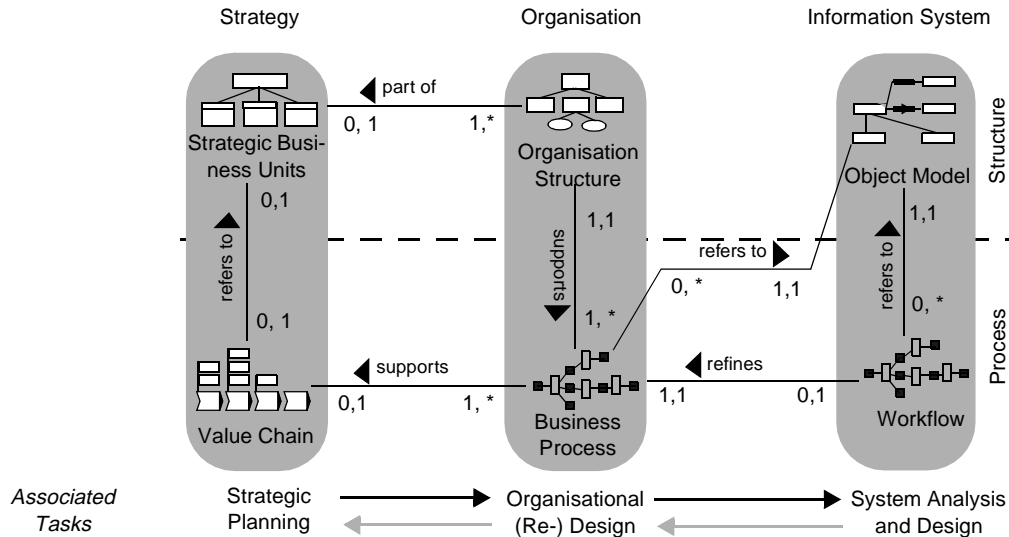 Strategy
Organisation
Information System
part of
0, 1
1,*
Strategic Busi-
ness Units
Organisation
Structure
Object Model
Structure
0,1
1,1
1,1
refers to
supports
refers to
refers to
0, *
1,1
0, 1
1, *
0, *
supports
refines
0,1
1, *
1,1
0,1
Value Chain
Business
Process
Workflow
Process
Associated
Tasks
Strategic
Planning
Organisational
(Re-) Design
System Analysis
and Design